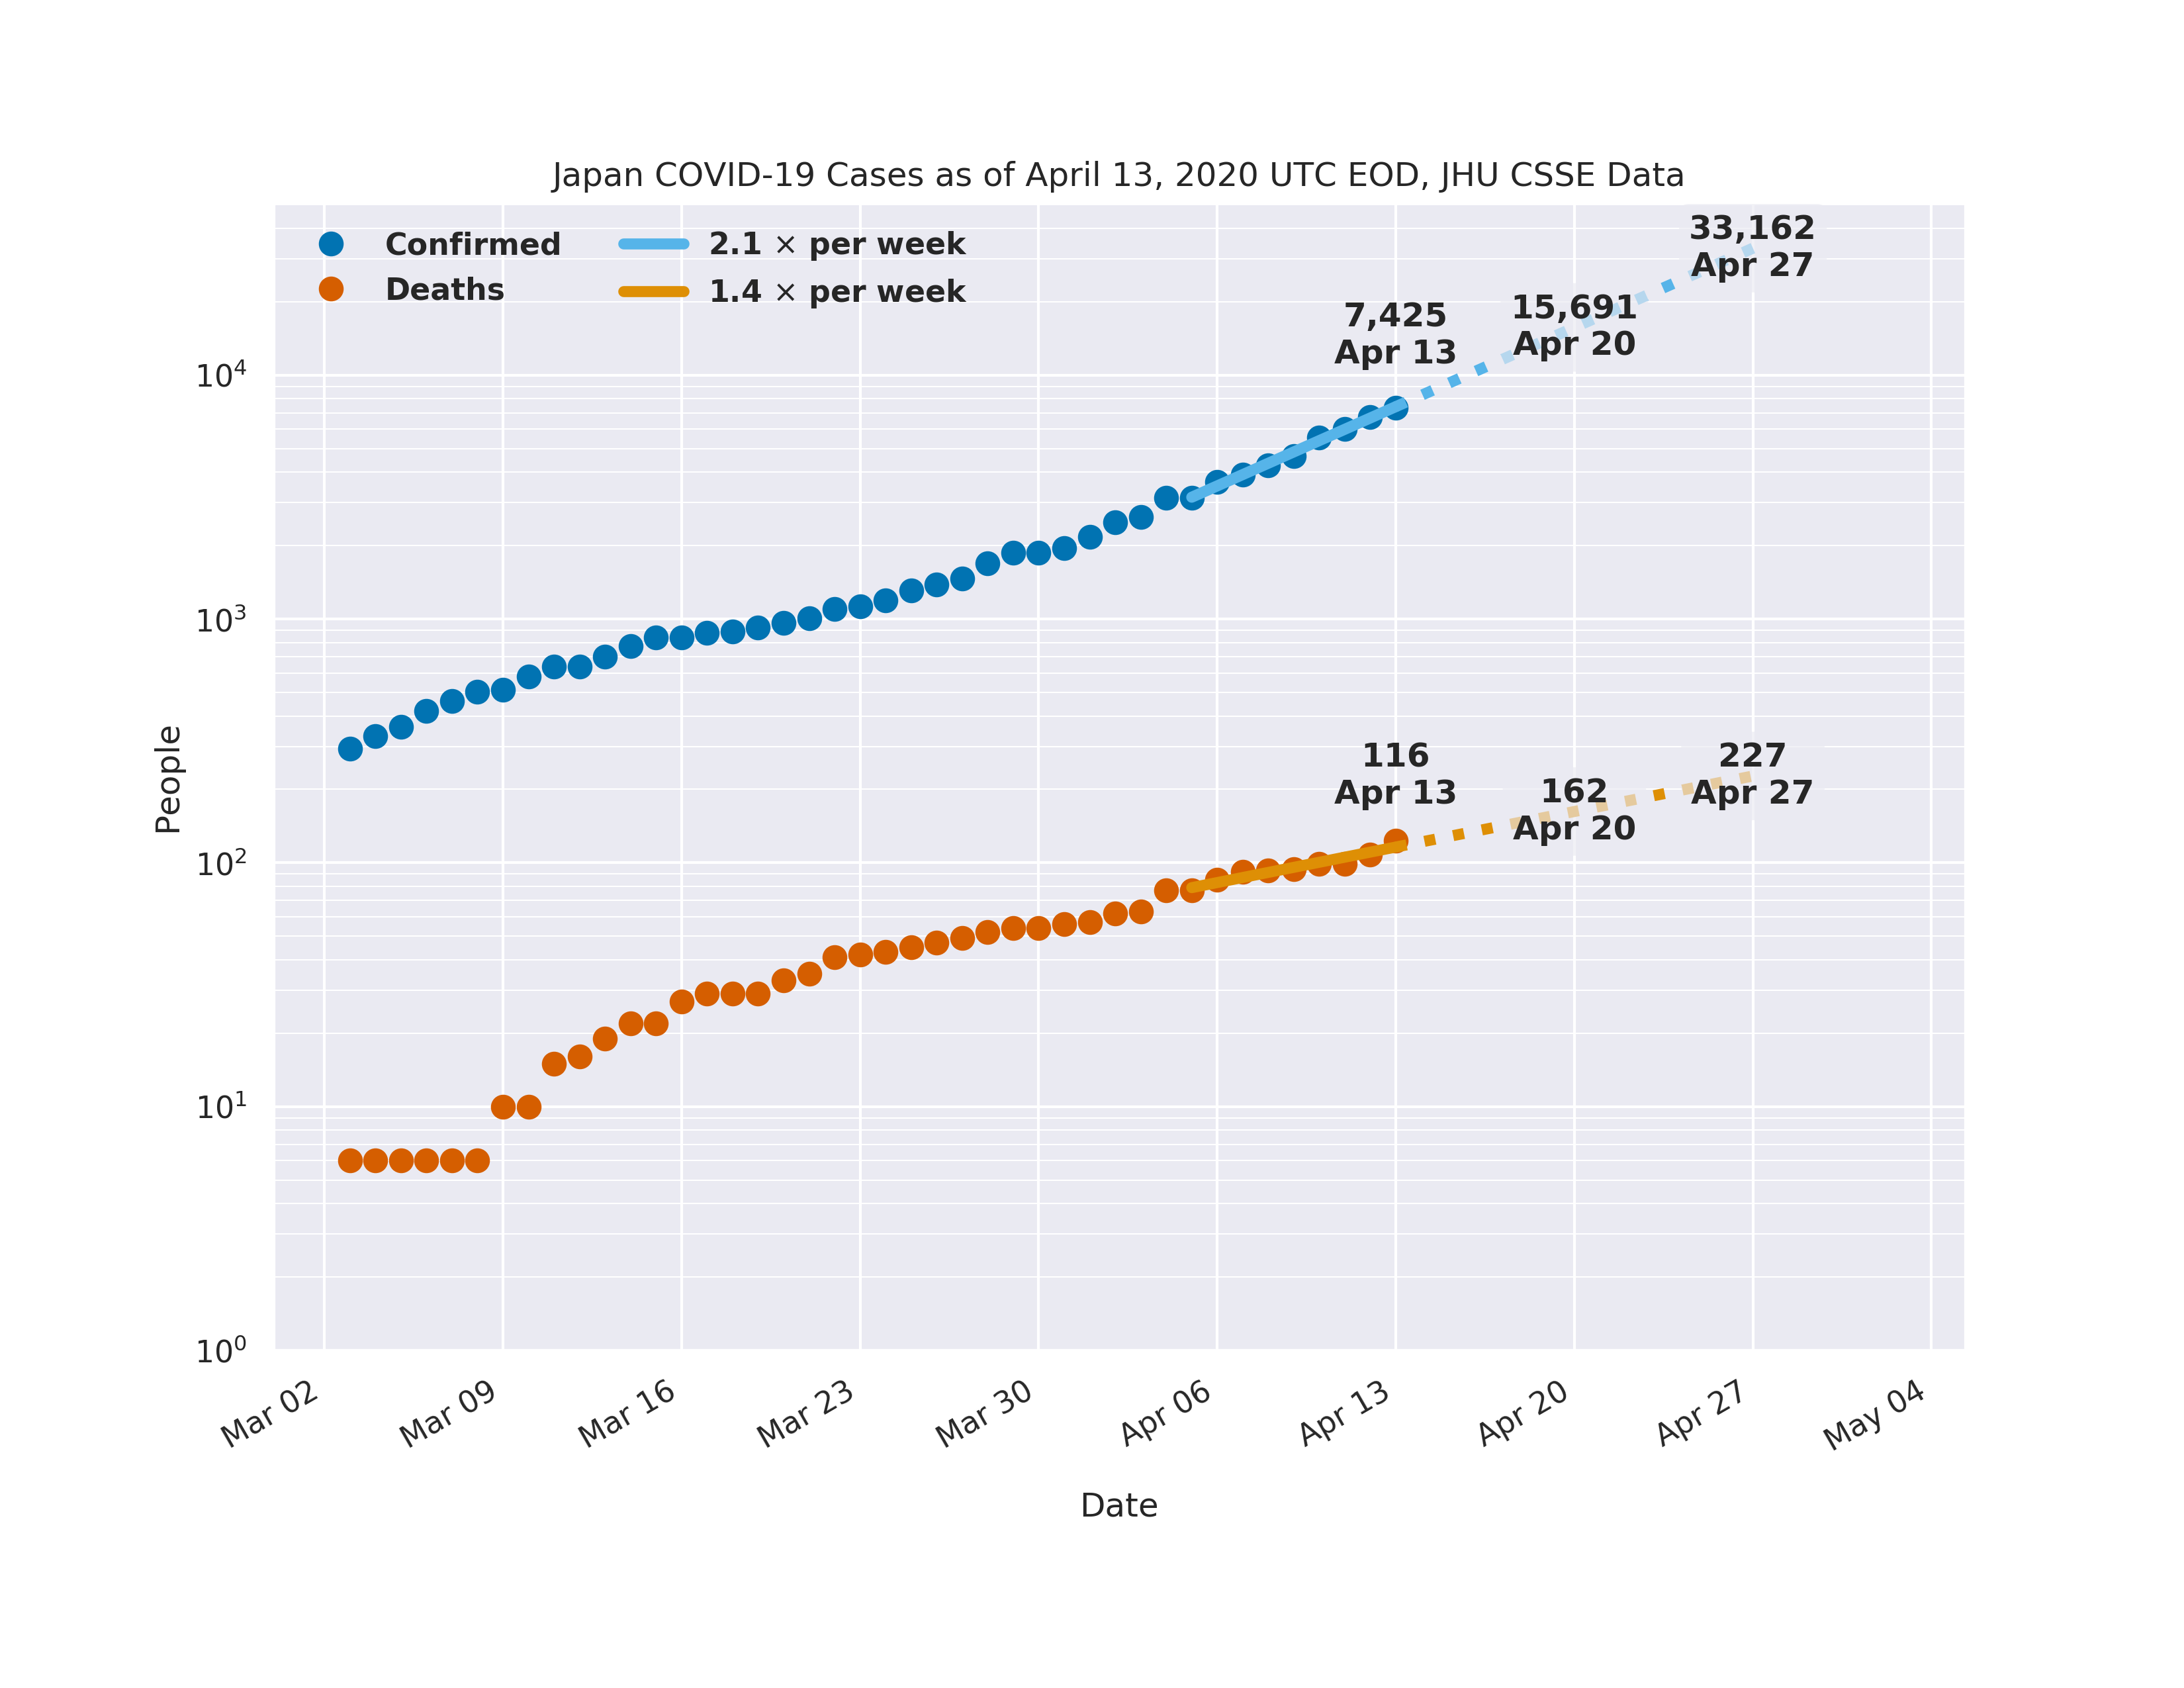 Japan COVID-19 Cases as of April 13, 2020 UTC EOD, JHU CSSE Data
Confirmed
Deaths
2.1 × per week
1.4 × per week
33,162
Apr 27
15,691
Apr 20
7,425
Apr 13
116
Apr 13
162
Apr 20
227
Apr 27
People
10⁴
10³
10²
10¹
10⁰
Mar 02
Mar 09
Mar 16
Mar 23
Mar 30
Apr 06
Apr 13
Apr 20
Apr 27
May 04
Date